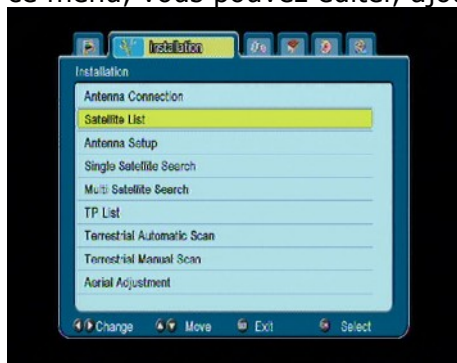 ce menu, vous pouvez éditer, ajou
Installation
Installation
Antenna Connection
Satellite List
Antenna Setup
Single Satellite Search
Multi Satellite Search
TP List
Terrestrial Automatic Scan
Terrestrial Manual Scan
Aerial Adjustment
Change Move Exit Select